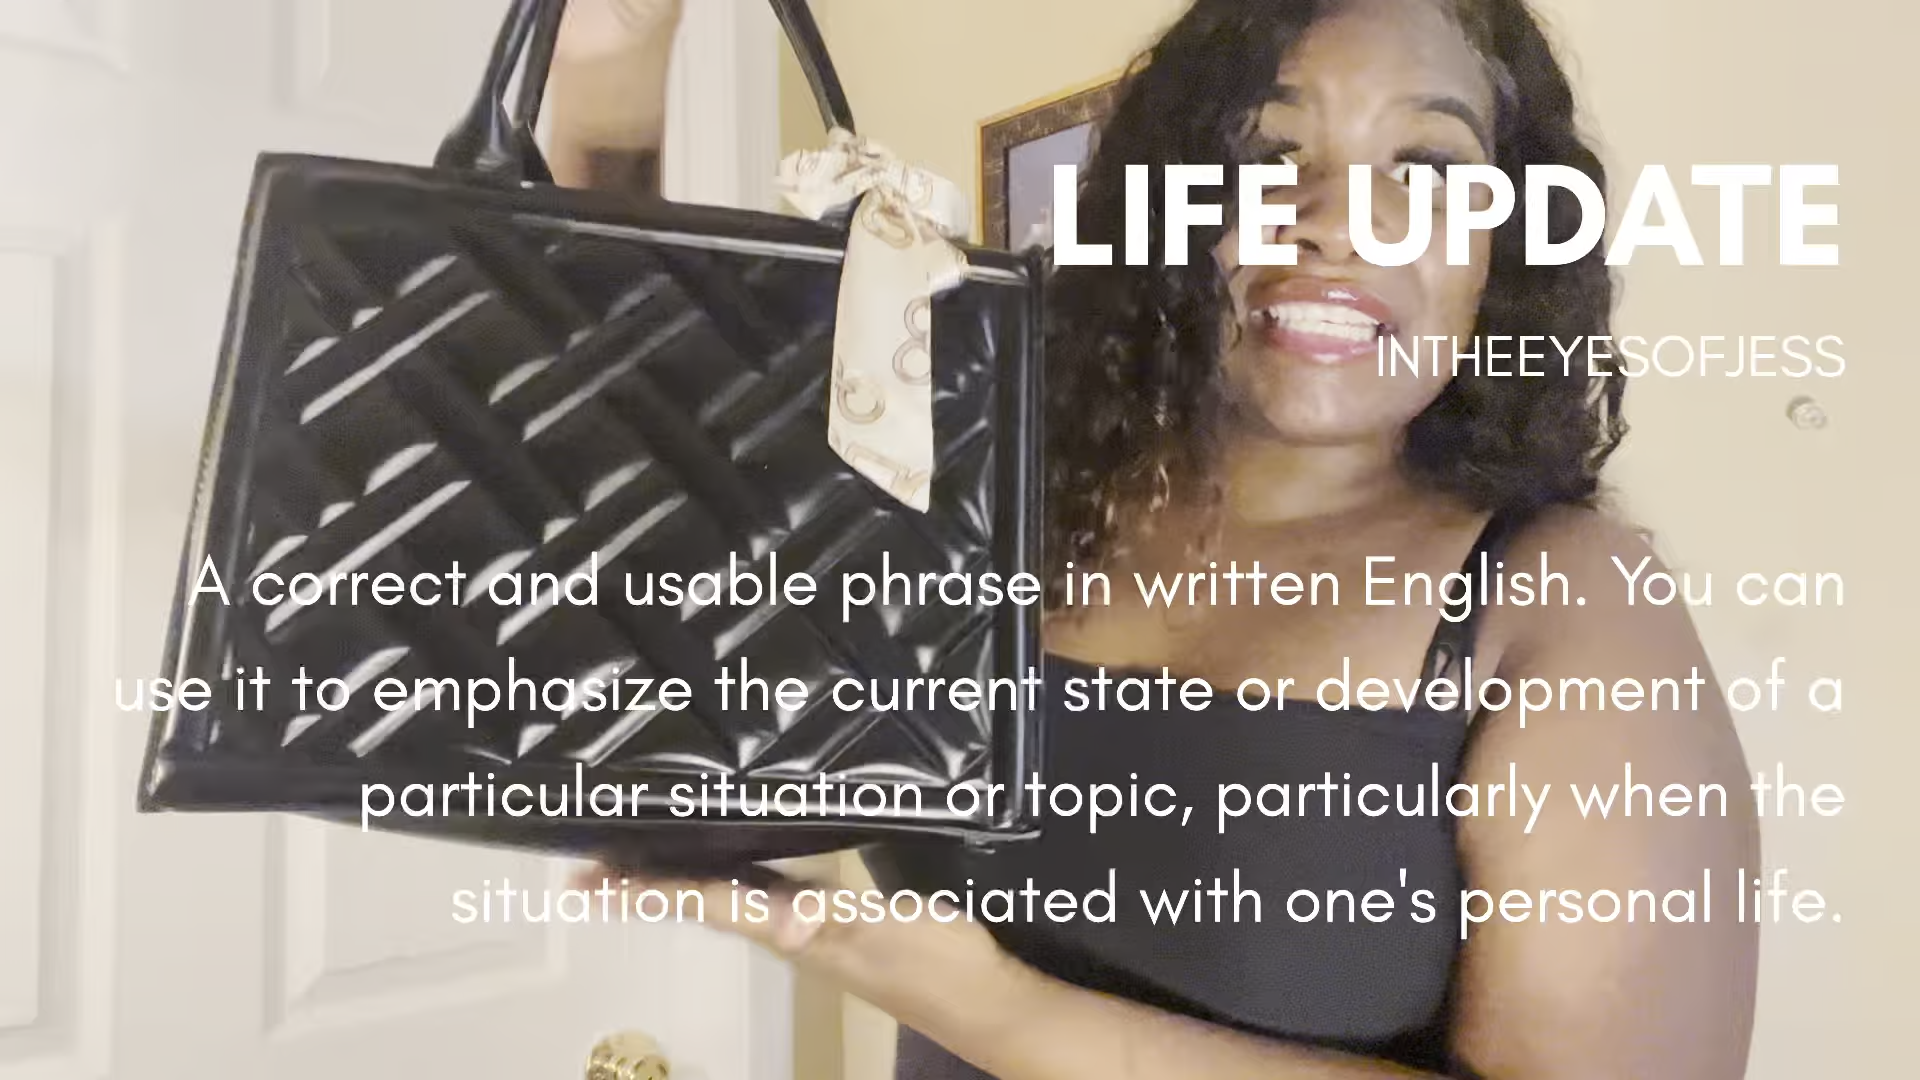 LIFE UPDATE
INTHEEYESOFJESS
A correct and usable phrase in written English. You can
use it to emphasize the current state or development of a
particular situation or topic, particularly when the
situation is associated with one's personal life.